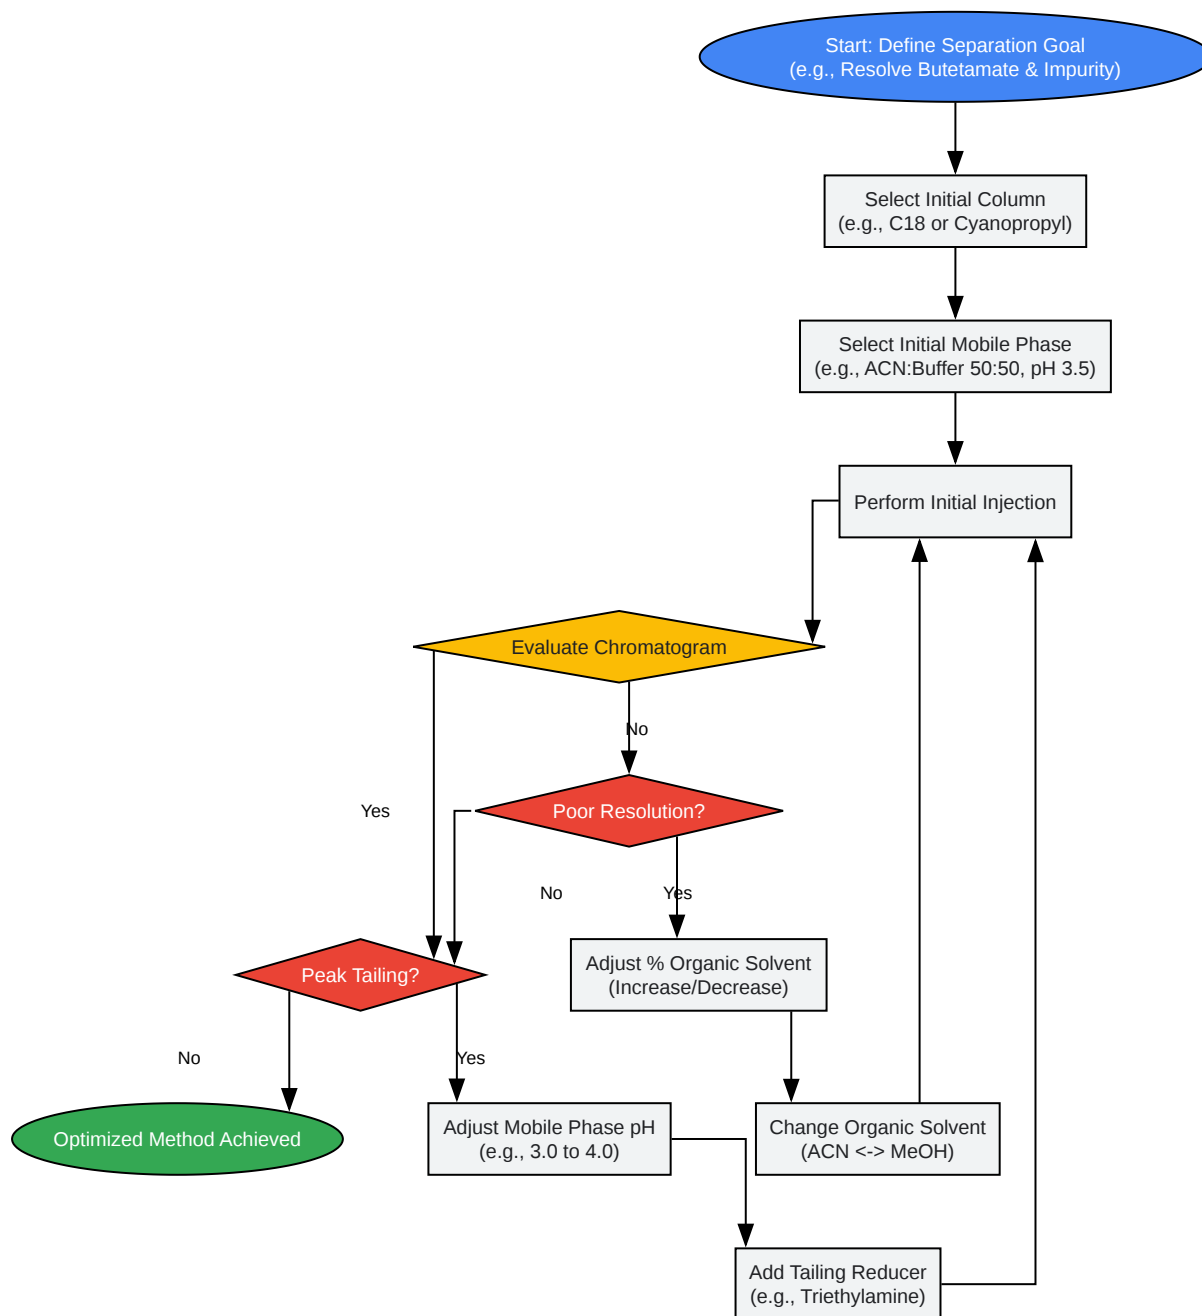 Start: Define Separation Goal
(e.g., Resolve Butetamate & Impurity)
Select Initial Column
(e.g., C18 or Cyanopropyl)
Select Initial Mobile Phase
(e.g., ACN:Buffer 50:50, pH 3.5)
Perform Initial Injection
Evaluate Chromatogram
No
Yes
Poor Resolution?
No
Yes
Peak Tailing?
Adjust % Organic Solvent
(Increase/Decrease)
No
Yes
Optimized Method Achieved
Adjust Mobile Phase pH
(e.g., 3.0 to 4.0)
Change Organic Solvent
(ACN <-> MeOH)
Add Tailing Reducer
(e.g., Triethylamine)